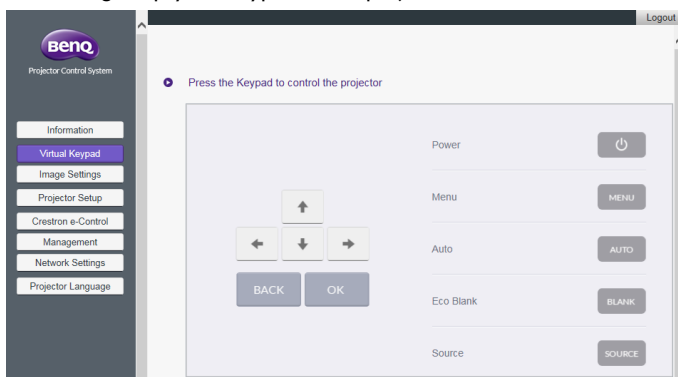 Logout
BenQ
Projector Control System
Information
Virtual Keypad
Image Settings
Projector Setup
Crestron e-Control
Management
Network Settings
Projector Language
Press the Keypad to control the projector
BACK OK
Power
Menu MENU
Auto AUTO
Eco Blank BLANK
Source SOURCE